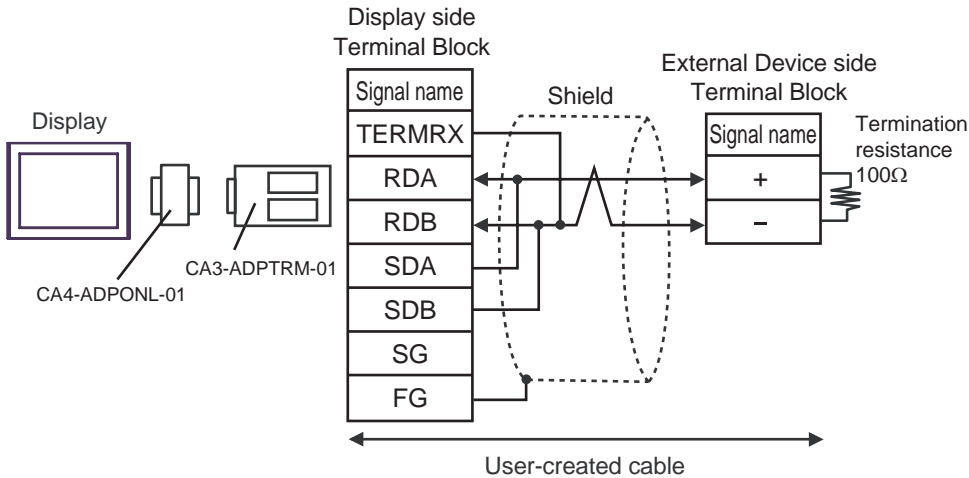 Display side
Terminal Block
External Device side
Terminal Block
Display
CA4-ADPONL-01
CA3-ADPTRM-01
Signal name
TERMRX
RDA
RDB
SDA
SDB
SG
FG
Shield
Signal name
+
−
Termination
resistance
100Ω
User-created cable